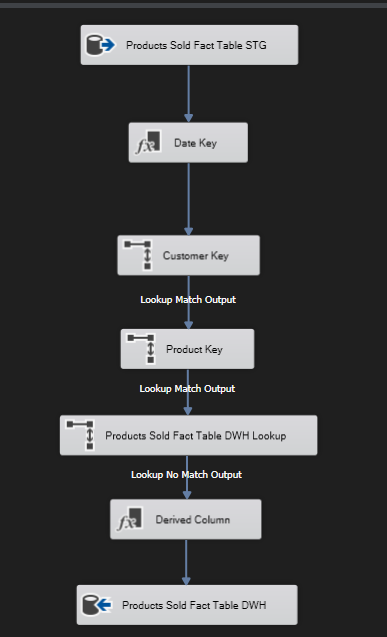 Products Sold Fact Table STG
Date Key
Customer Key
Lookup Match Output
Product Key
Lookup Match Output
Products Sold Fact Table DWH Lookup
Lookup No Match Output
Derived Column
Products Sold Fact Table DWH